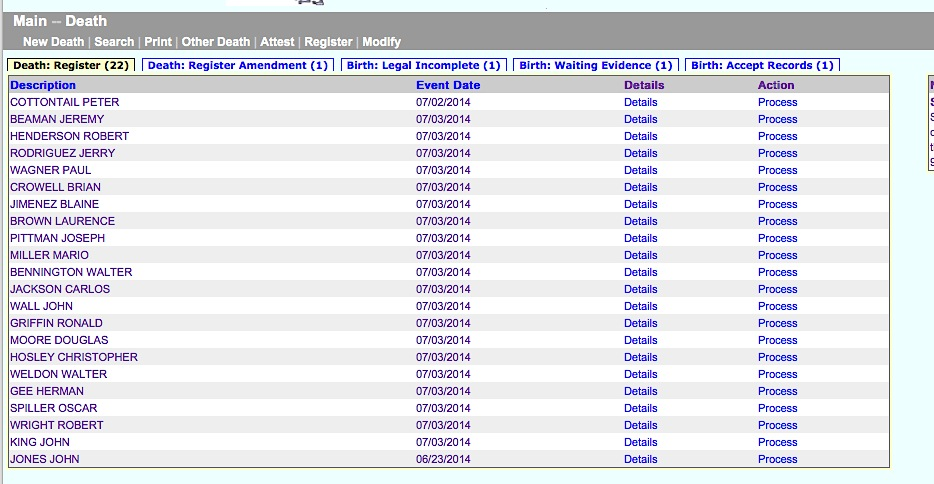 Main -- Death
New Death | Search | Print | Other Death | Attest | Register | Modify
Death: Register (22) Death: Register Amendment (1) Birth: Legal Incomplete (1) Birth: Waiting Evidence (1) Birth: Accept Records (1)
Description Event Date Details Action
COTTONTAIL PETER 07/02/2014 Details Process
BEAMAN JEREMY 07/03/2014 Details Process
HENDERSON ROBERT 07/03/2014 Details Process
RODRIGUEZ JERRY 07/03/2014 Details Process
WAGNER PAUL 07/03/2014 Details Process
CROWELL BRIAN 07/03/2014 Details Process
JIMENEZ BLAINE 07/03/2014 Details Process
BROWN LAURENCE 07/03/2014 Details Process
PITTMAN JOSEPH 07/03/2014 Details Process
MILLER MARIO 07/03/2014 Details Process
BENNINGTON WALTER 07/03/2014 Details Process
JACKSON CARLOS 07/03/2014 Details Process
WALL JOHN 07/03/2014 Details Process
GRIFFIN RONALD 07/03/2014 Details Process
MOORE DOUGLAS 07/03/2014 Details Process
HOSLEY CHRISTOPHER 07/03/2014 Details Process
WELDON WALTER 07/03/2014 Details Process
GEE HERMAN 07/03/2014 Details Process
SPILLER OSCAR 07/03/2014 Details Process
WRIGHT ROBERT 07/03/2014 Details Process
KING JOHN 07/03/2014 Details Process
JONES JOHN 06/23/2014 Details Process